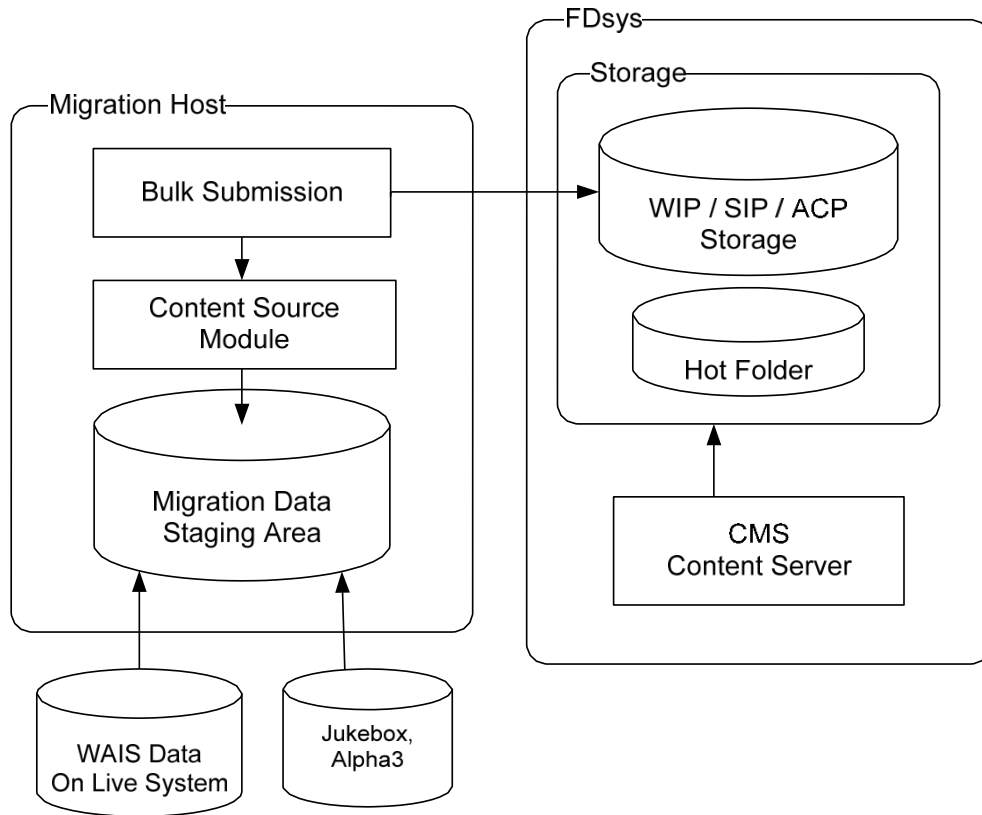 FDsys
Storage
Migration Host
Bulk Submission
WIP / SIP / ACP
Storage
Content Source
Module
Hot Folder
Migration Data
Staging Area
CMS
Content Server
WAIS Data
On Live System
Jukebox,
Alpha3